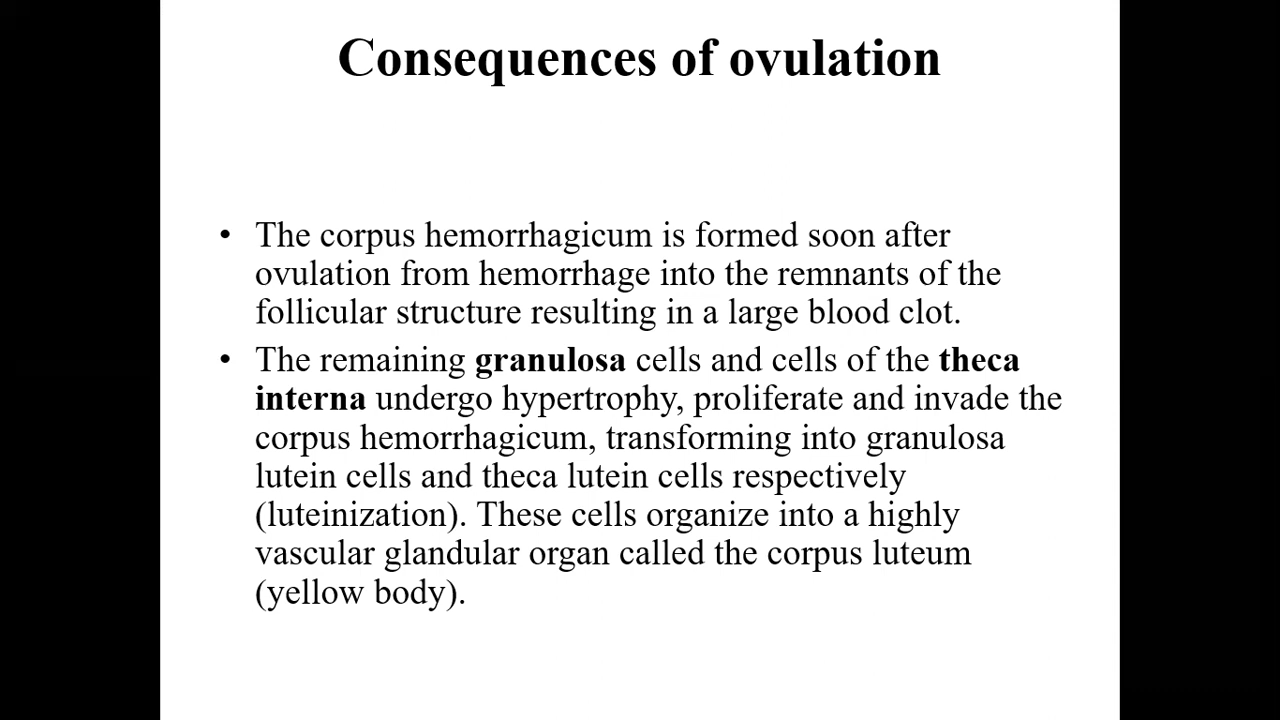 Consequences of ovulation
• The corpus hemorrhagicum is formed soon after
ovulation from hemorrhage into the remnants of the
follicular structure resulting in a large blood clot.
• The remaining granulosa cells and cells of the theca
interna undergo hypertrophy, proliferate and invade the
corpus hemorrhagicum, transforming into granulosa
lutein cells and theca lutein cells respectively
(luteinization). These cells organize into a highly
vascular glandular organ called the corpus luteum
(yellow body).